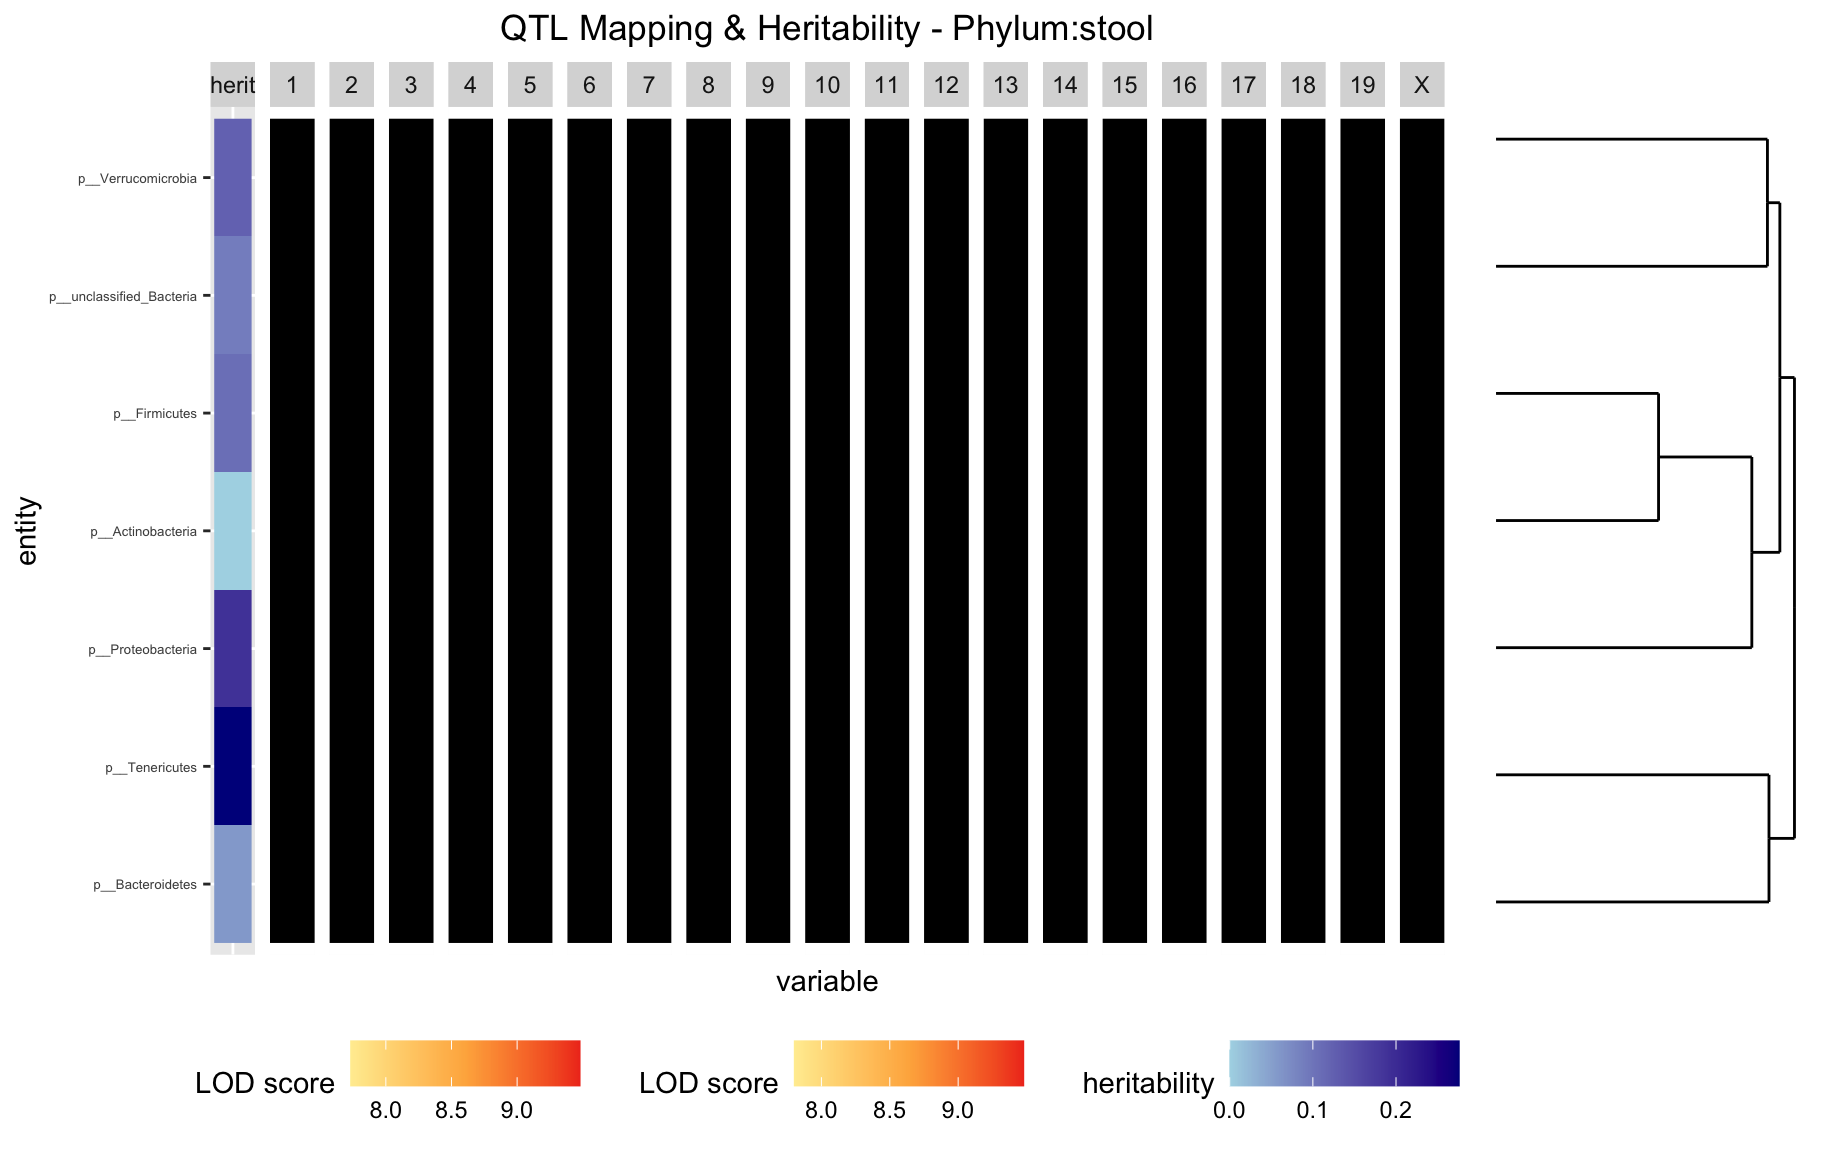 QTL Mapping & Heritability - Phylum:stool
herit 1 2 3 4 5 6 7 8 9 10 11 12 13 14 15 16 17 18 19 X
p__Verrucomicrobia
p__unclassified_Bacteria
p__Firmicutes
p__Actinobacteria
p__Proteobacteria
p__Tenericutes
p__Bacteroidetes
entity
variable
LOD score 8.0 8.5 9.0
LOD score 8.0 8.5 9.0
heritability 0.0 0.1 0.2